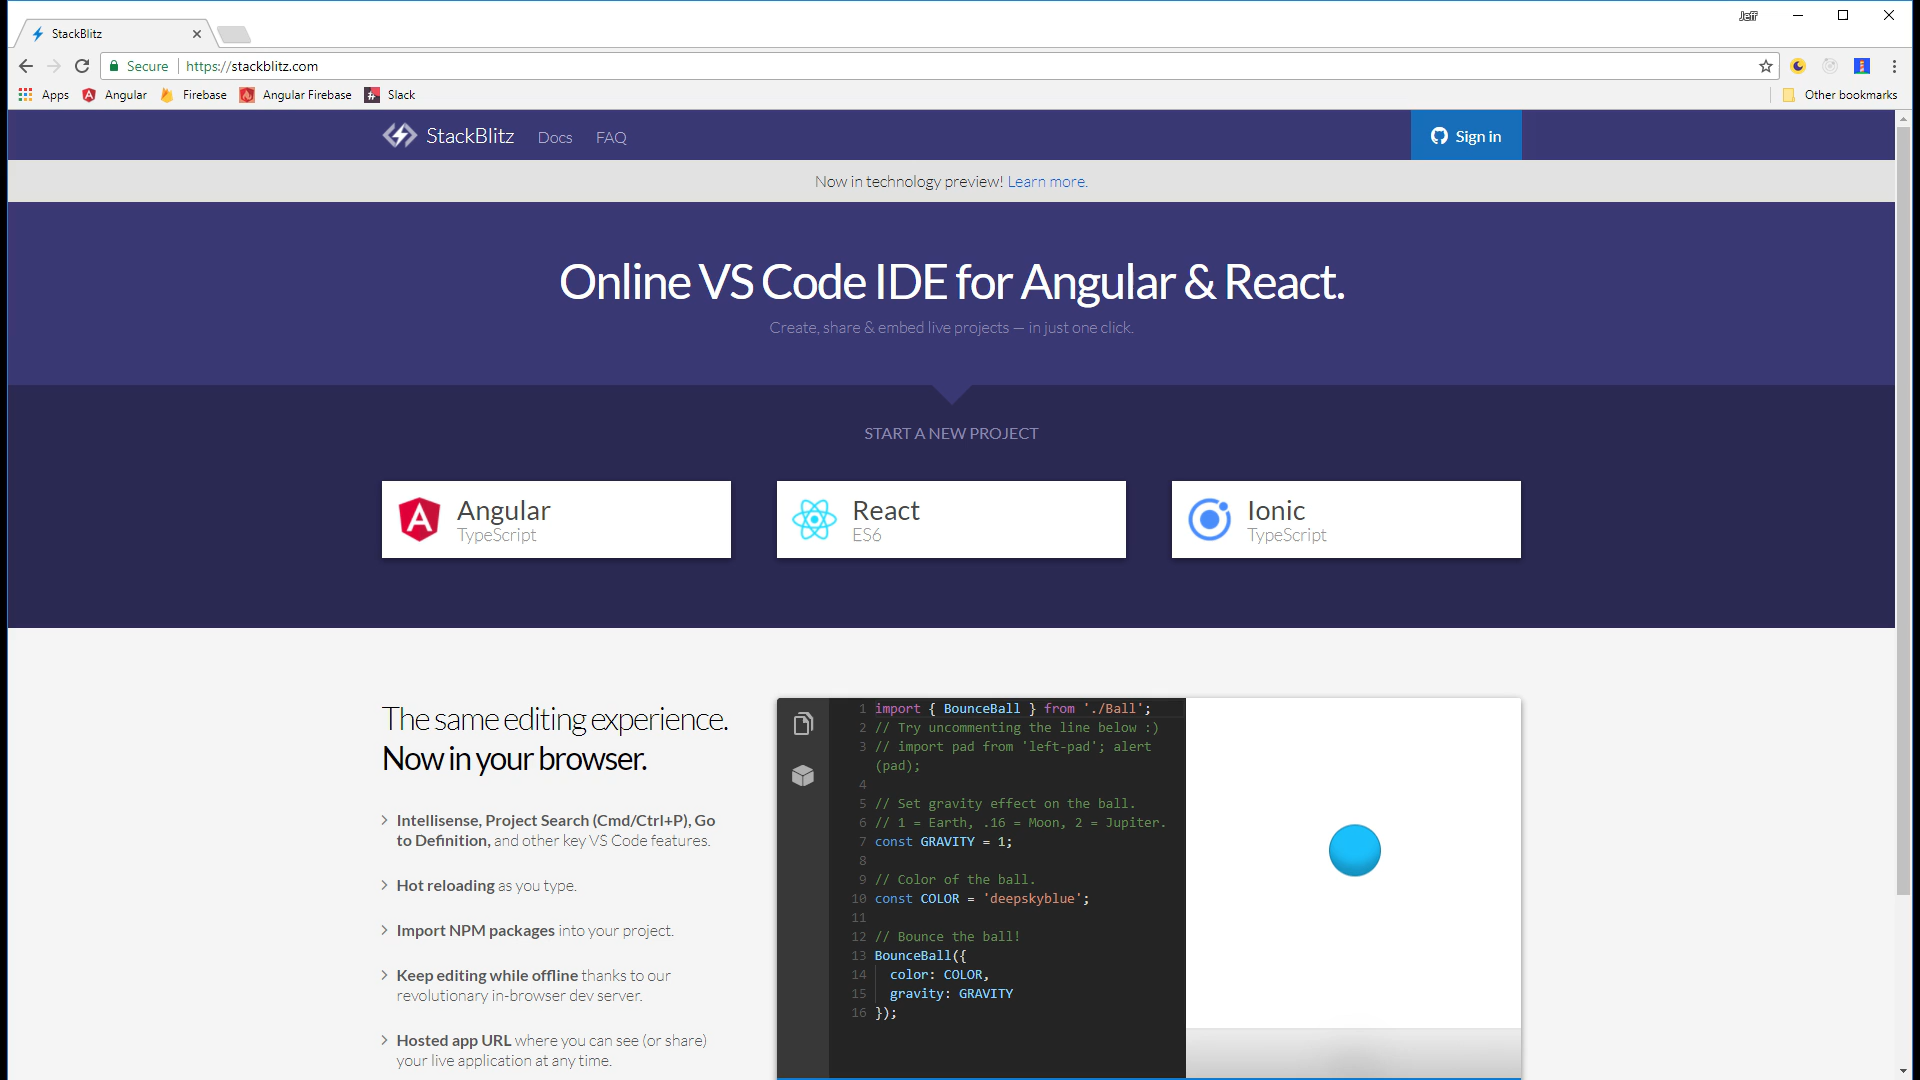 Jeff
StackBlitz
Secure https://stackblitz.com
Apps Angular Firebase Angular Firebase Slack Other bookmarks
StackBlitz Docs FAQ Sign in
Now in technology preview! Learn more.
Online VS Code IDE for Angular & React.
Create, share & embed live projects — in just one click.
START A NEW PROJECT
Angular
TypeScript
React
ES6
Ionic
TypeScript
The same editing experience.
Now in your browser.
Intellisense, Project Search (Cmd/Ctrl+P), Go
to Definition, and other key VS Code features.
Hot reloading as you type.
Import NPM packages into your project.
Keep editing while offline thanks to our
revolutionary in-browser dev server.
Hosted app URL where you can see (or share)
your live application at any time.
1 import { BounceBall } from './Ball';
2 // Try uncommenting the line below :)
3 // import pad from 'left-pad'; alert
(pad);
4
5 // Set gravity effect on the ball.
6 // 1 = Earth, .16 = Moon, 2 = Jupiter.
7 const GRAVITY = 1;
8
9 // Color of the ball.
10 const COLOR = 'deepskyblue';
11
12 // Bounce the ball!
13 BounceBall({
14 color: COLOR,
15 gravity: GRAVITY
16 });